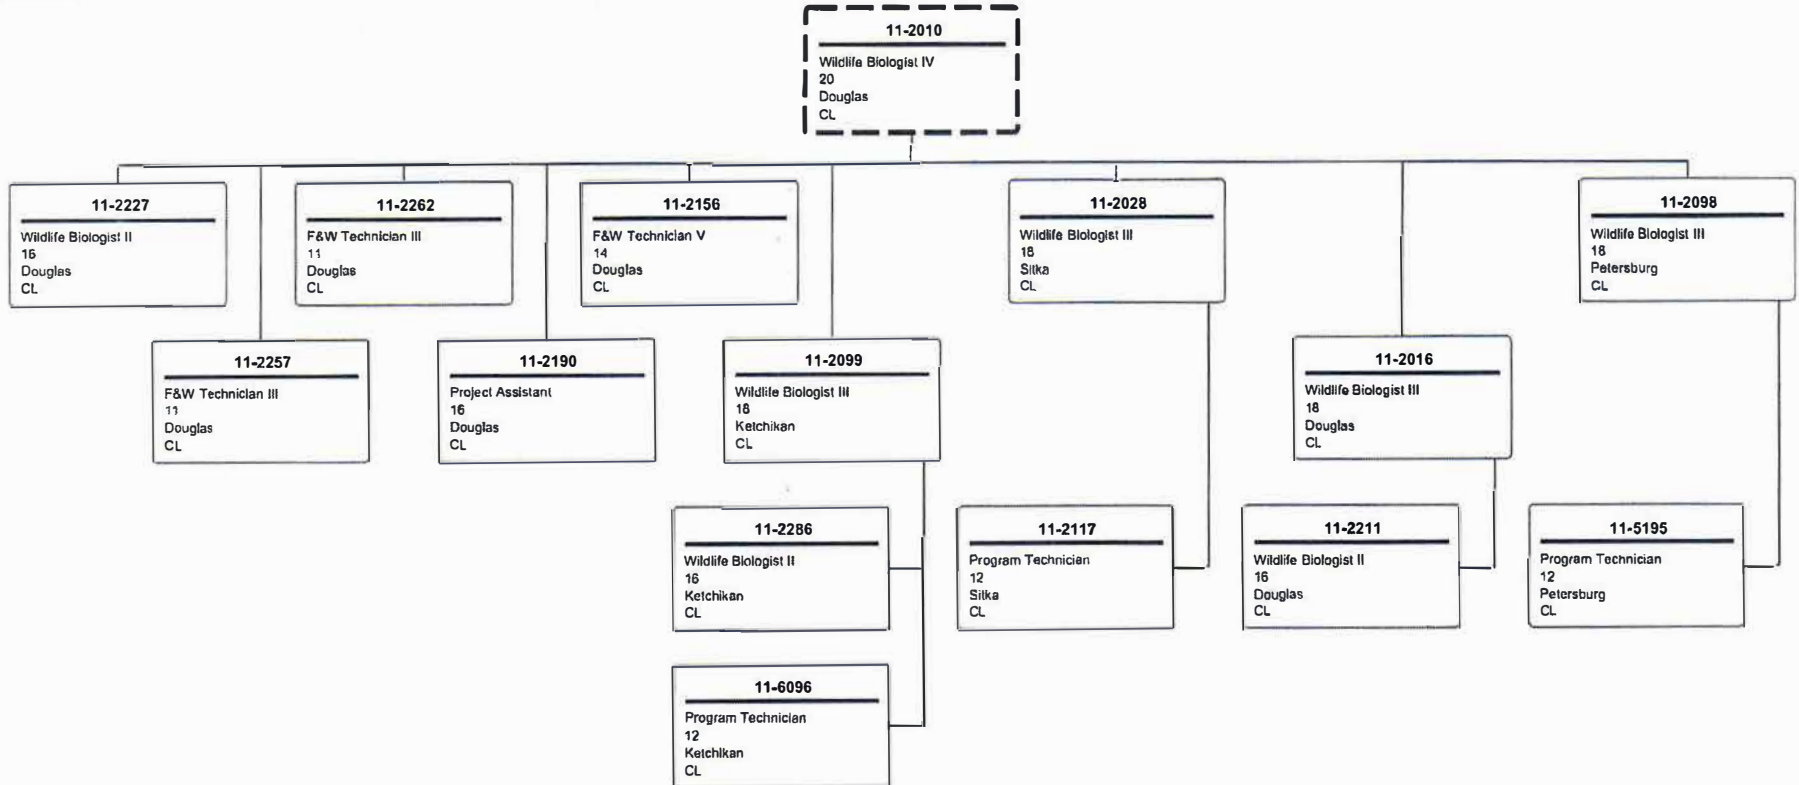 11-2010
Wildlife Biologist IV
20
Douglas
CL
11-2227
Wildlife Biologist II
16
Douglas
CL
11-2262
F&W Technician III
11
Douglas
CL
11-2156
F&W Technician V
14
Douglas
CL
11-2028
Wildlife Biologist III
18
Sitka
CL
11-2098
Wildlife Biologist III
18
Petersburg
CL
11-2257
F&W Technician III
11
Douglas
CL
11-2190
Project Assistant
16
Douglas
CL
11-2099
Wildlife Biologist III
18
Ketchikan
CL
11-2016
Wildlife Biologist III
18
Douglas
CL
11-2286
Wildlife Biologist II
16
Ketchikan
CL
11-2117
Program Technician
12
Sitka
CL
11-2211
Wildlife Biologist II
16
Douglas
CL
11-5195
Program Technician
12
Petersburg
CL
11-6096
Program Technician
12
Ketchikan
CL